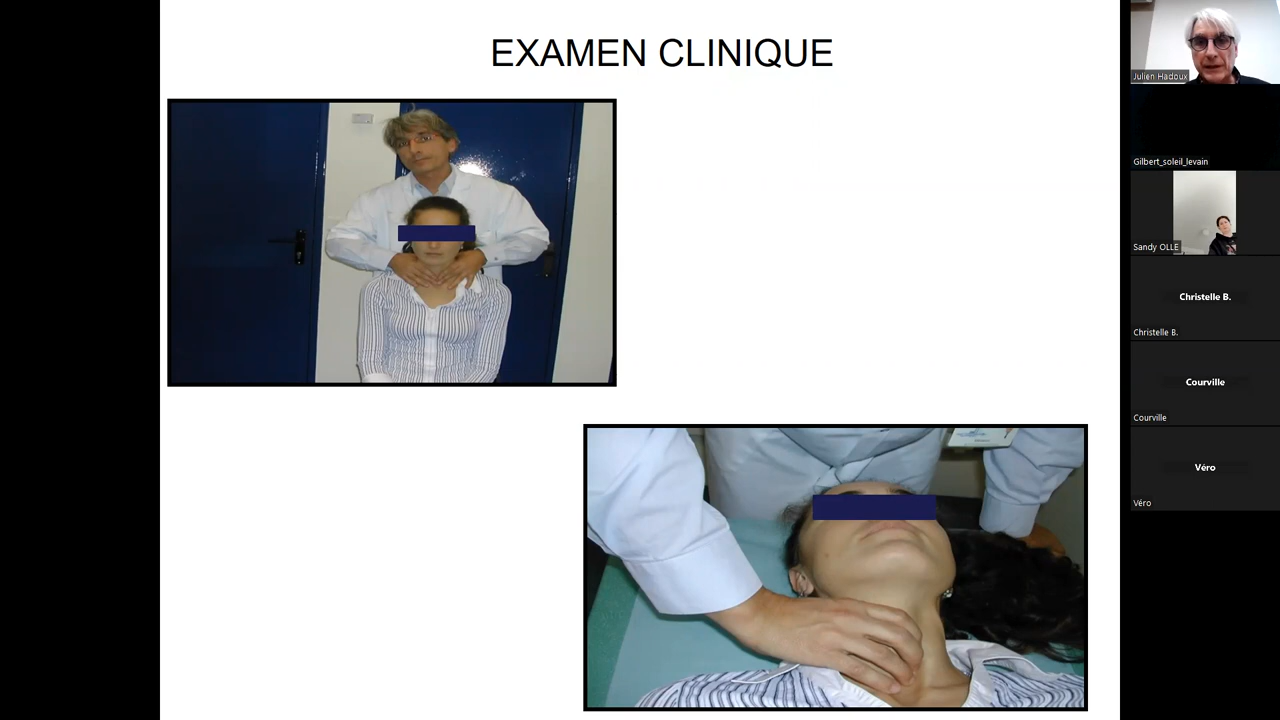 EXAMEN CLINIQUE
Julien Hadoux
Gilbert_soleil_levain
Sandy OLLE
Christelle B.
Christelle B.
Courville
Courville
Véro
Véro